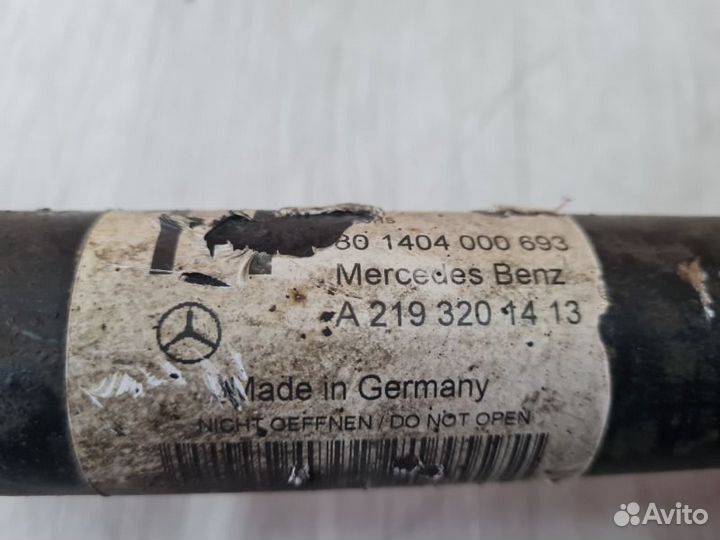 80 1404 000 693
Mercedes Benz
A 219 320 14 13
Made in Germany
NICHT OEFFNEN / DO NOT OPEN
Avito